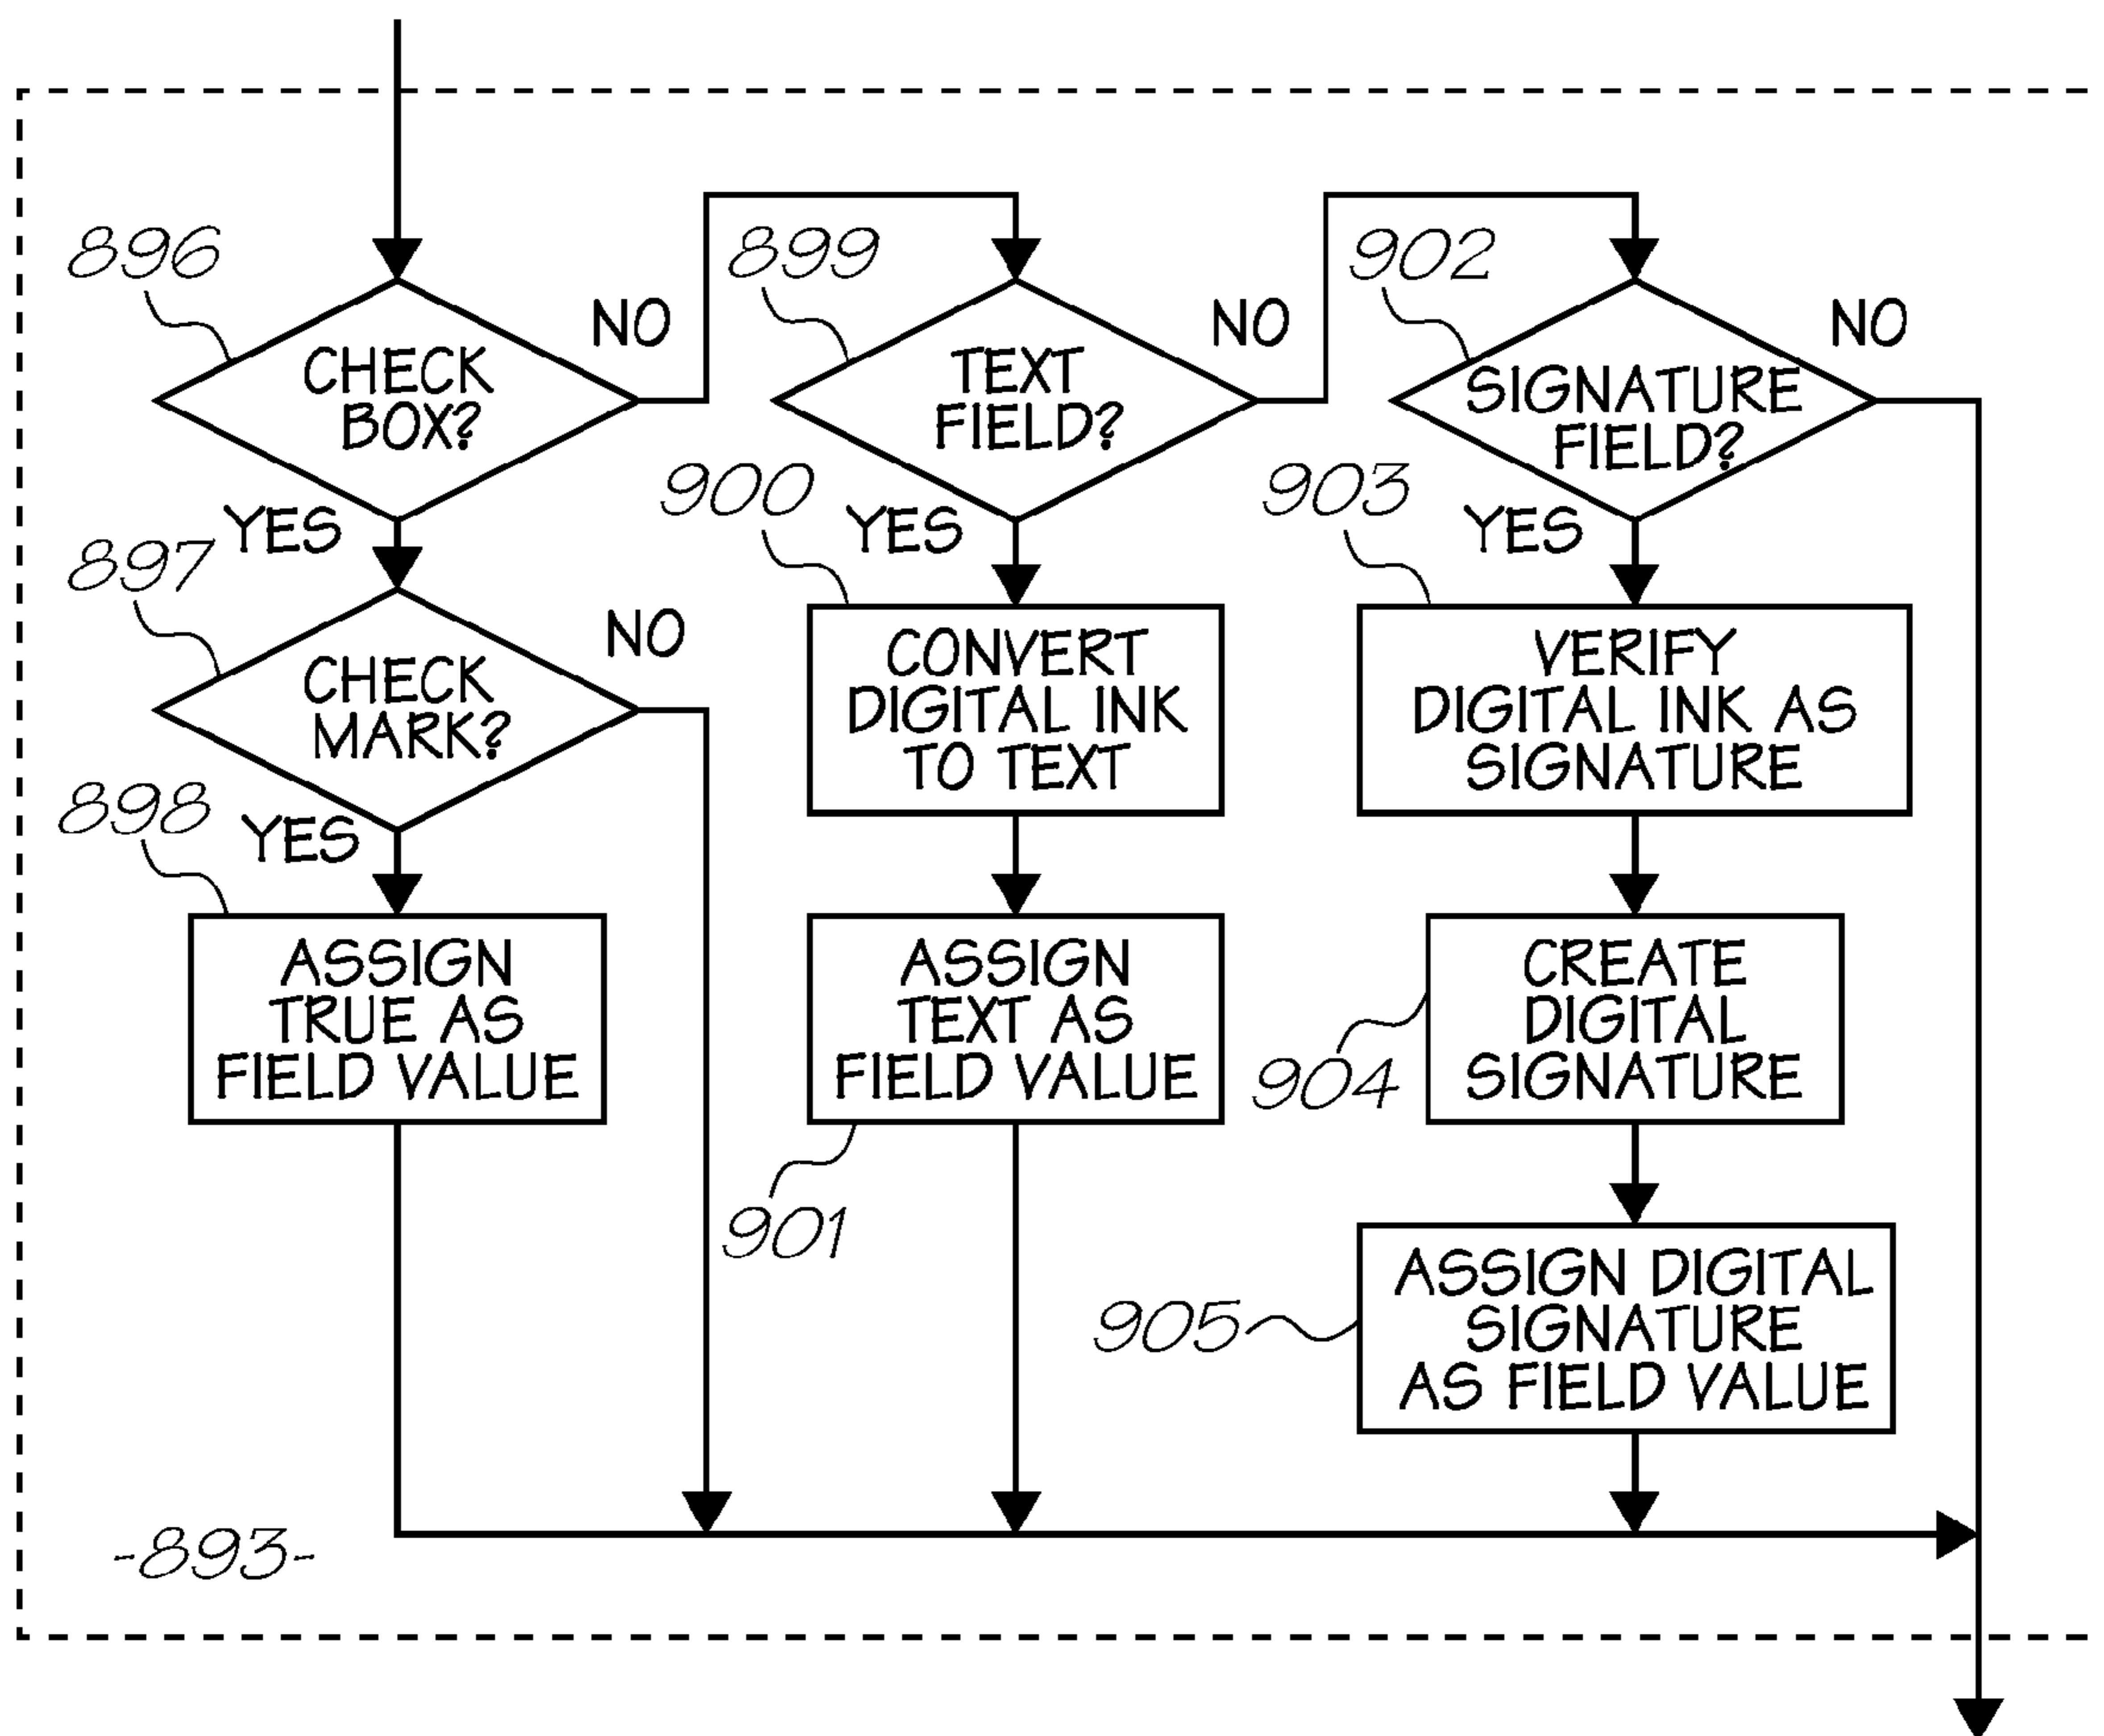 896
CHECK
BOX?
NO
YES
897
CHECK
MARK?
NO
YES
898
ASSIGN
TRUE AS
FIELD VALUE
899
TEXT
FIELD?
NO
YES
900
CONVERT
DIGITAL INK
TO TEXT
ASSIGN
TEXT AS
FIELD VALUE
901
902
SIGNATURE
FIELD?
NO
YES
903
VERIFY
DIGITAL INK AS
SIGNATURE
CREATE
DIGITAL
SIGNATURE
904
ASSIGN DIGITAL
SIGNATURE
AS FIELD VALUE
905
-893-